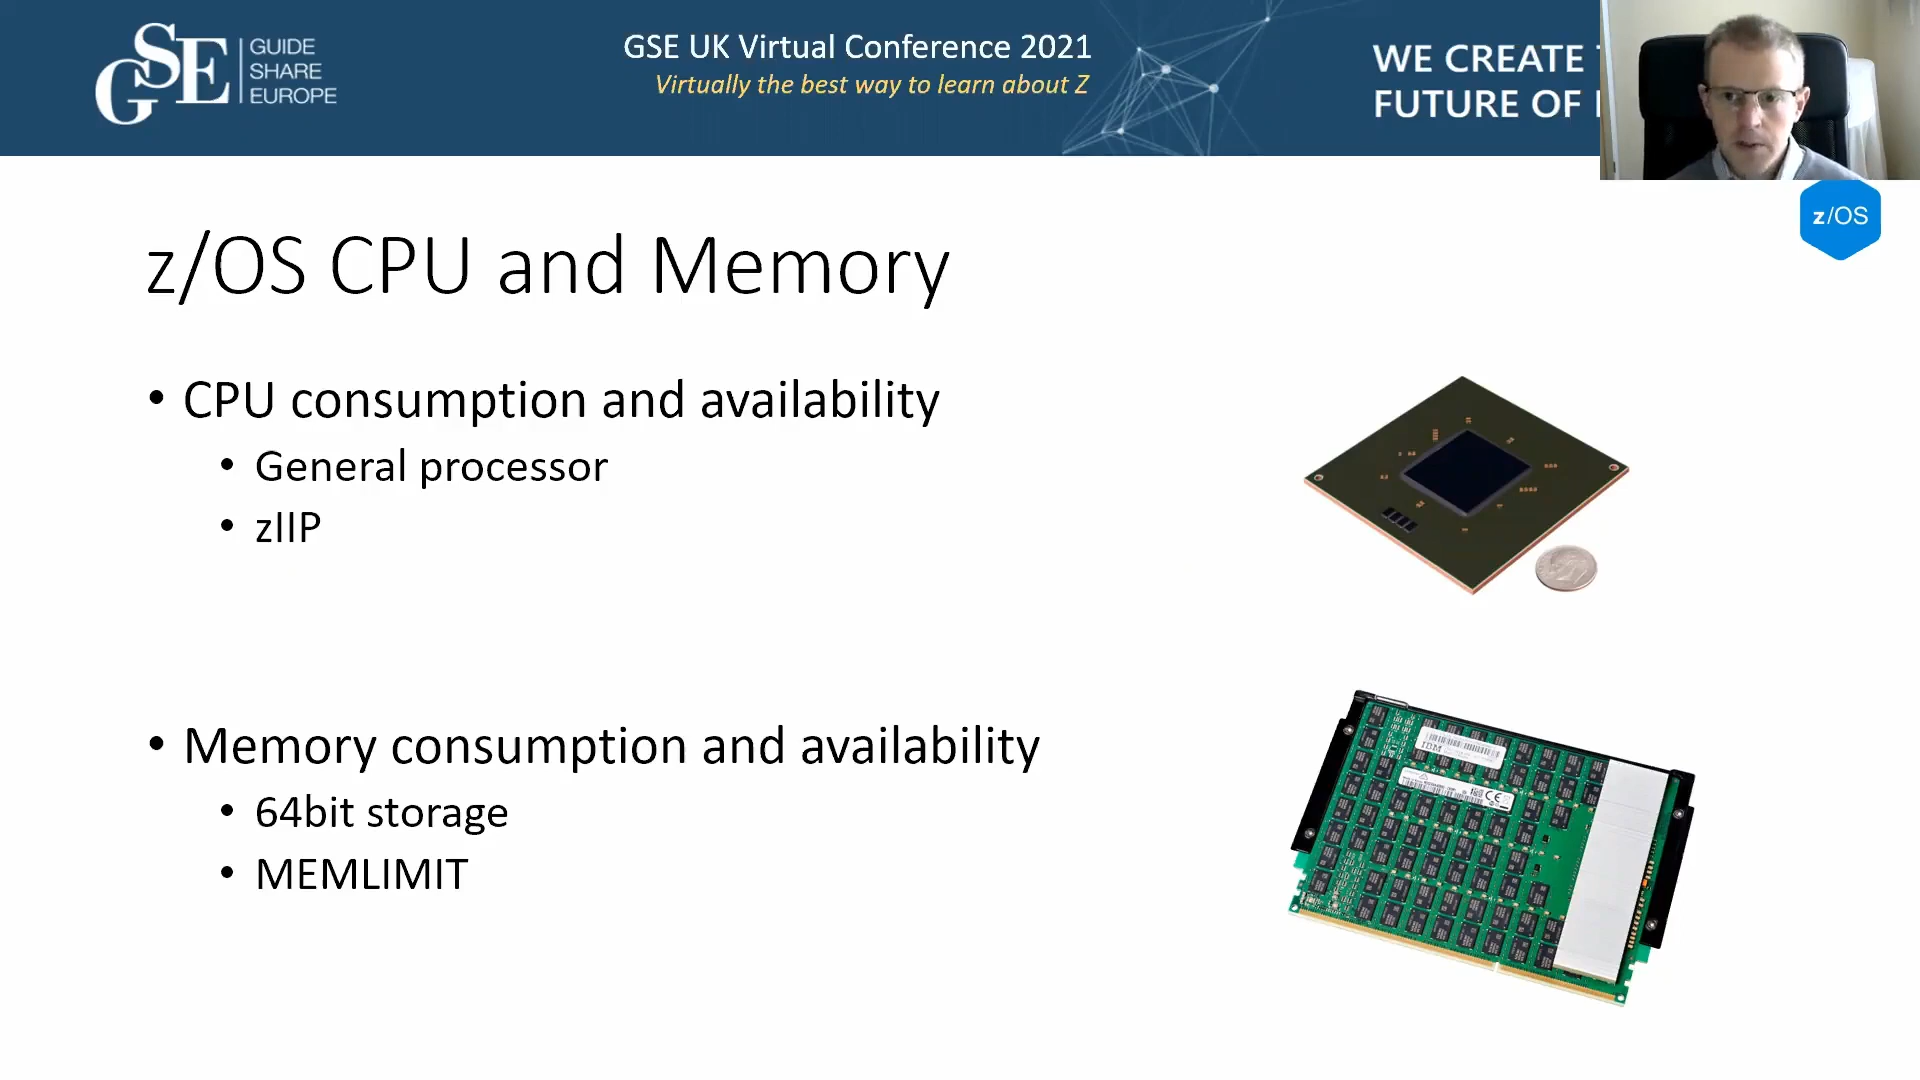 GSE
GUIDE
SHARE
EUROPE
GSE UK Virtual Conference 2021
Virtually the best way to learn about Z
WE CREATE
FUTURE OF
z/OS
z/OS CPU and Memory
• CPU consumption and availability
• General processor
• zIIP
• Memory consumption and availability
• 64bit storage
• MEMLIMIT
IBM